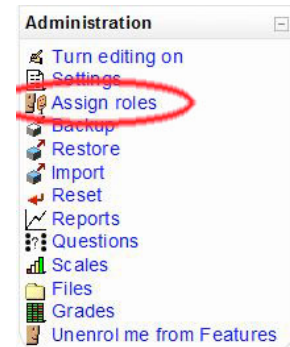 Administration
Turn editing on
Settings
Assign roles
Backup
Restore
Import
Reset
Reports
Questions
Scales
Files
Grades
Unenrol me from Features